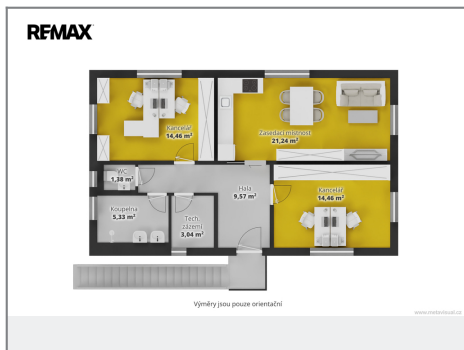 RE/MAX
Kancelář
14,46 m²
Zasedací místnost
21,24 m²
WC
1,38 m²
Hala
9,57 m²
Kancelář
14,46 m²
Koupelna
5,33 m²
Tech.
zázemí
3,04 m²
Výměry jsou pouze orientační